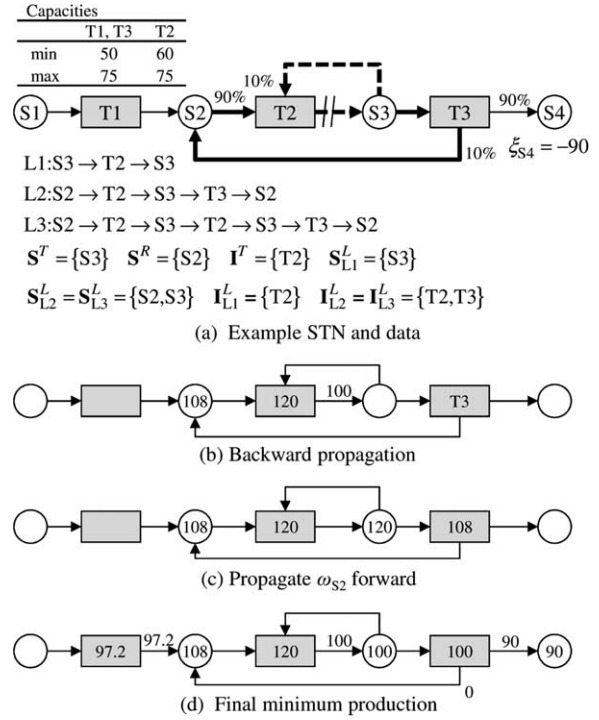 Capacities
T1, T3 T2
min 50 60
max 75 75
10%
90%
90%
S1 T1 S2 T2 S3 T3 S4
10%
ξS4 = −90
L1:S3 → T2 → S3
L2:S2 → T2 → S3 → T3 → S2
L3:S2 → T2 → S3 → T2 → S3 → T3 → S2
S^T = {S3} S^R = {S2} I^T = {T2} S^L_L1 = {S3}
S^L_L2 = S^L_L3 = {S2,S3} I^L_L1 = {T2} I^L_L2 = I^L_L3 = {T2,T3}
(a) Example STN and data
108 120 100 T3
(b) Backward propagation
108 120 120 108
(c) Propagate ωS2 forward
97.2 97.2 108 120 100 100 100 90 90
0
(d) Final minimum production